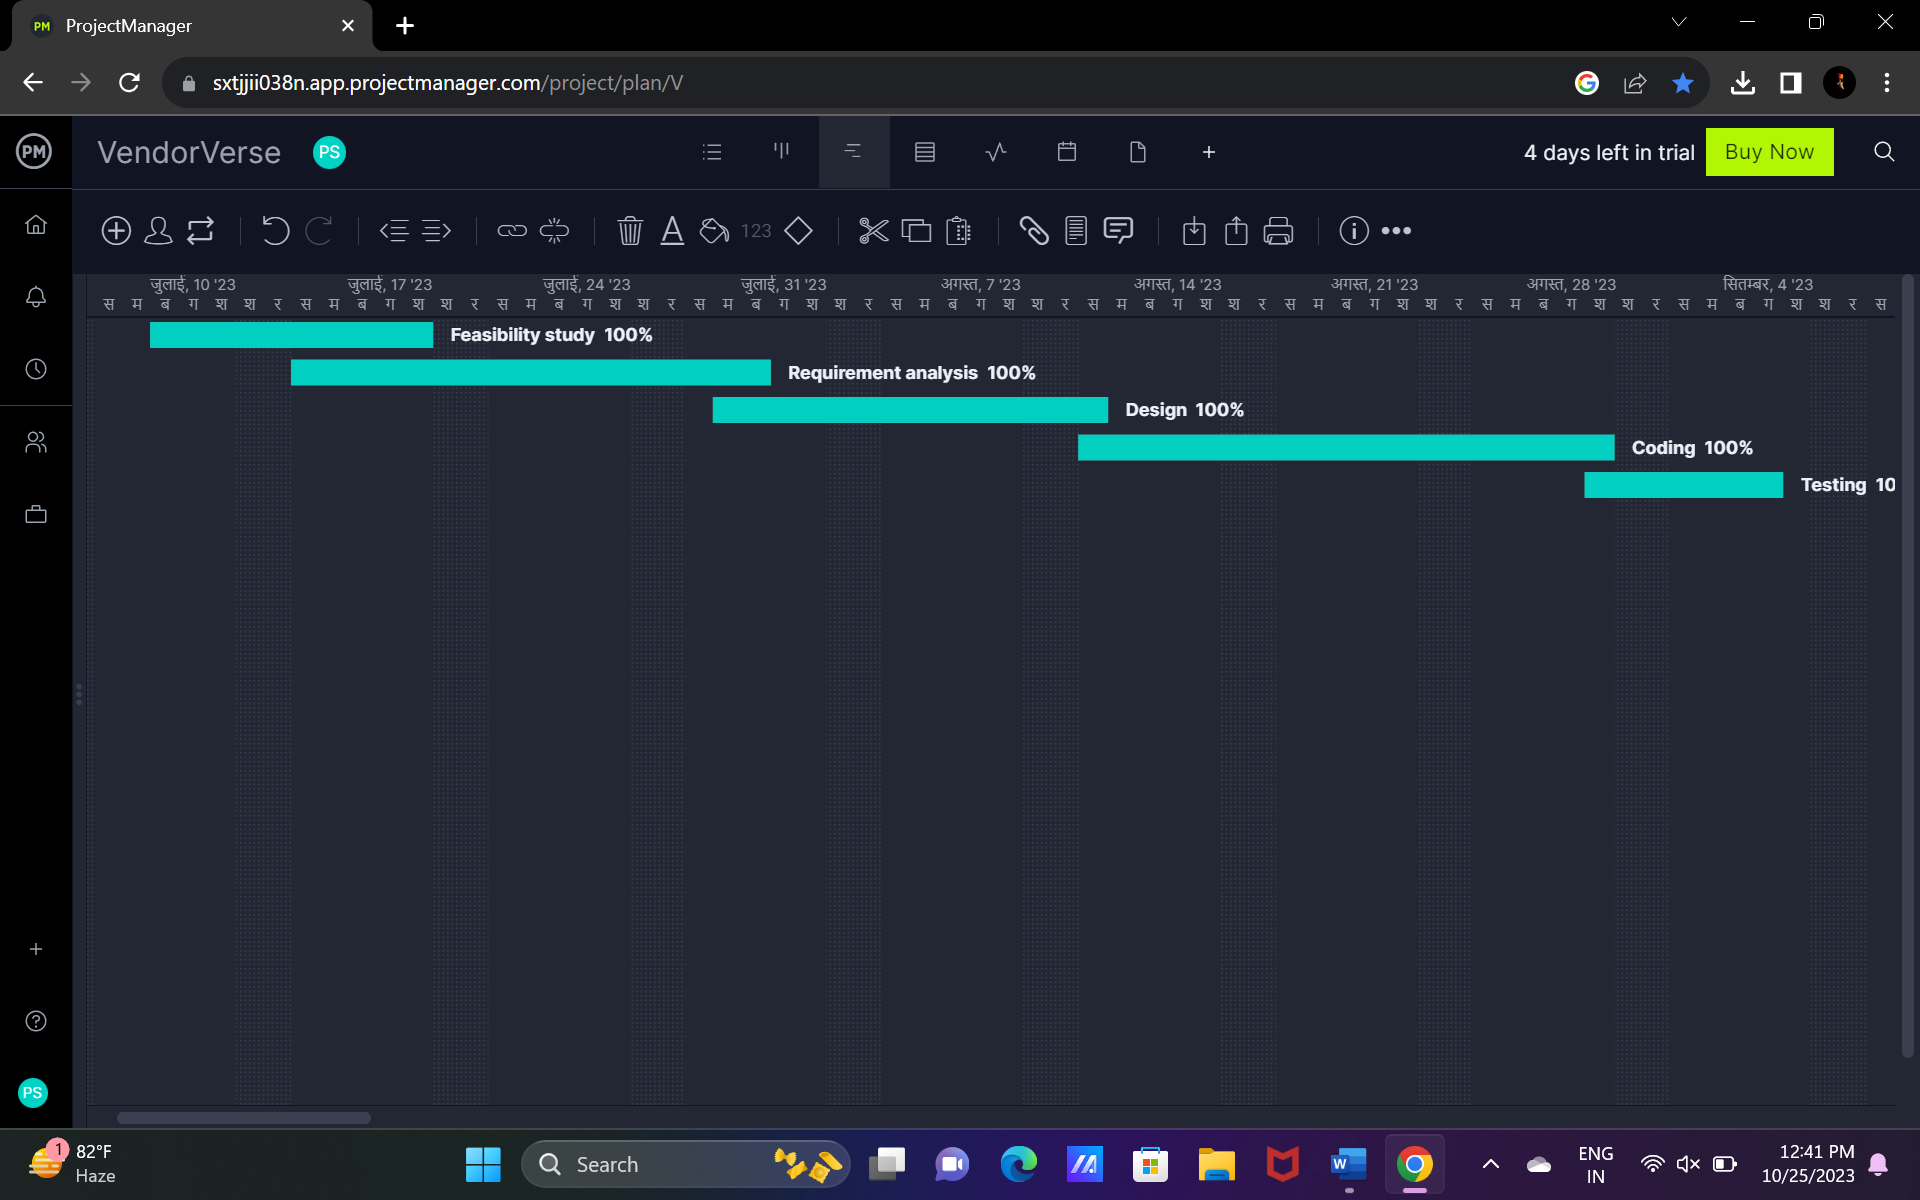 PM ProjectManager
sxtjjii038n.app.projectmanager.com/project/plan/V
PM VendorVerse PS 4 days left in trial Buy Now
123
जुलाई, 10 '23 जुलाई, 17 '23 जुलाई, 24 '23 जुलाई, 31 '23 अगस्त, 7 '23 अगस्त, 14 '23 अगस्त, 21 '23 अगस्त, 28 '23 सितम्बर, 4 '23
स म ब ग श श र स म ब ग श श र स म ब ग श श र स म ब ग श श र स म ब ग श श र स म ब ग श श र स म ब ग श श र स म ब ग श श र स म ब ग श श र स
Feasibility study 100%
Requirement analysis 100%
Design 100%
Coding 100%
Testing 10
PS
1 82°F
Haze
Search
W
ENG
IN
12:41 PM
10/25/2023